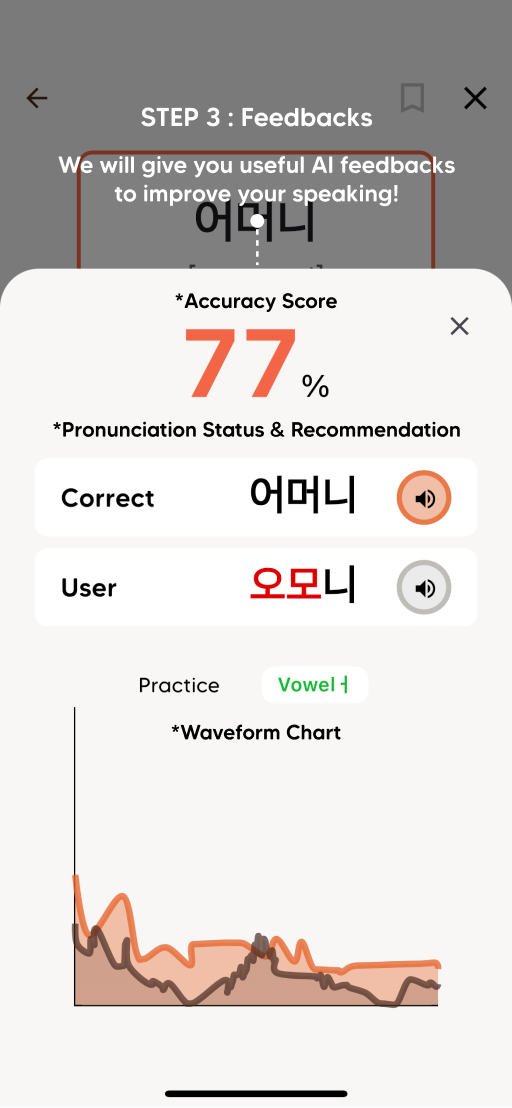 STEP 3 : Feedbacks
We will give you useful AI feedbacks
to improve your speaking!
어머니
*Accuracy Score
77 %
*Pronunciation Status & Recommendation
Correct 어머니
User 오모니
Practice Vowel ㅓ
*Waveform Chart